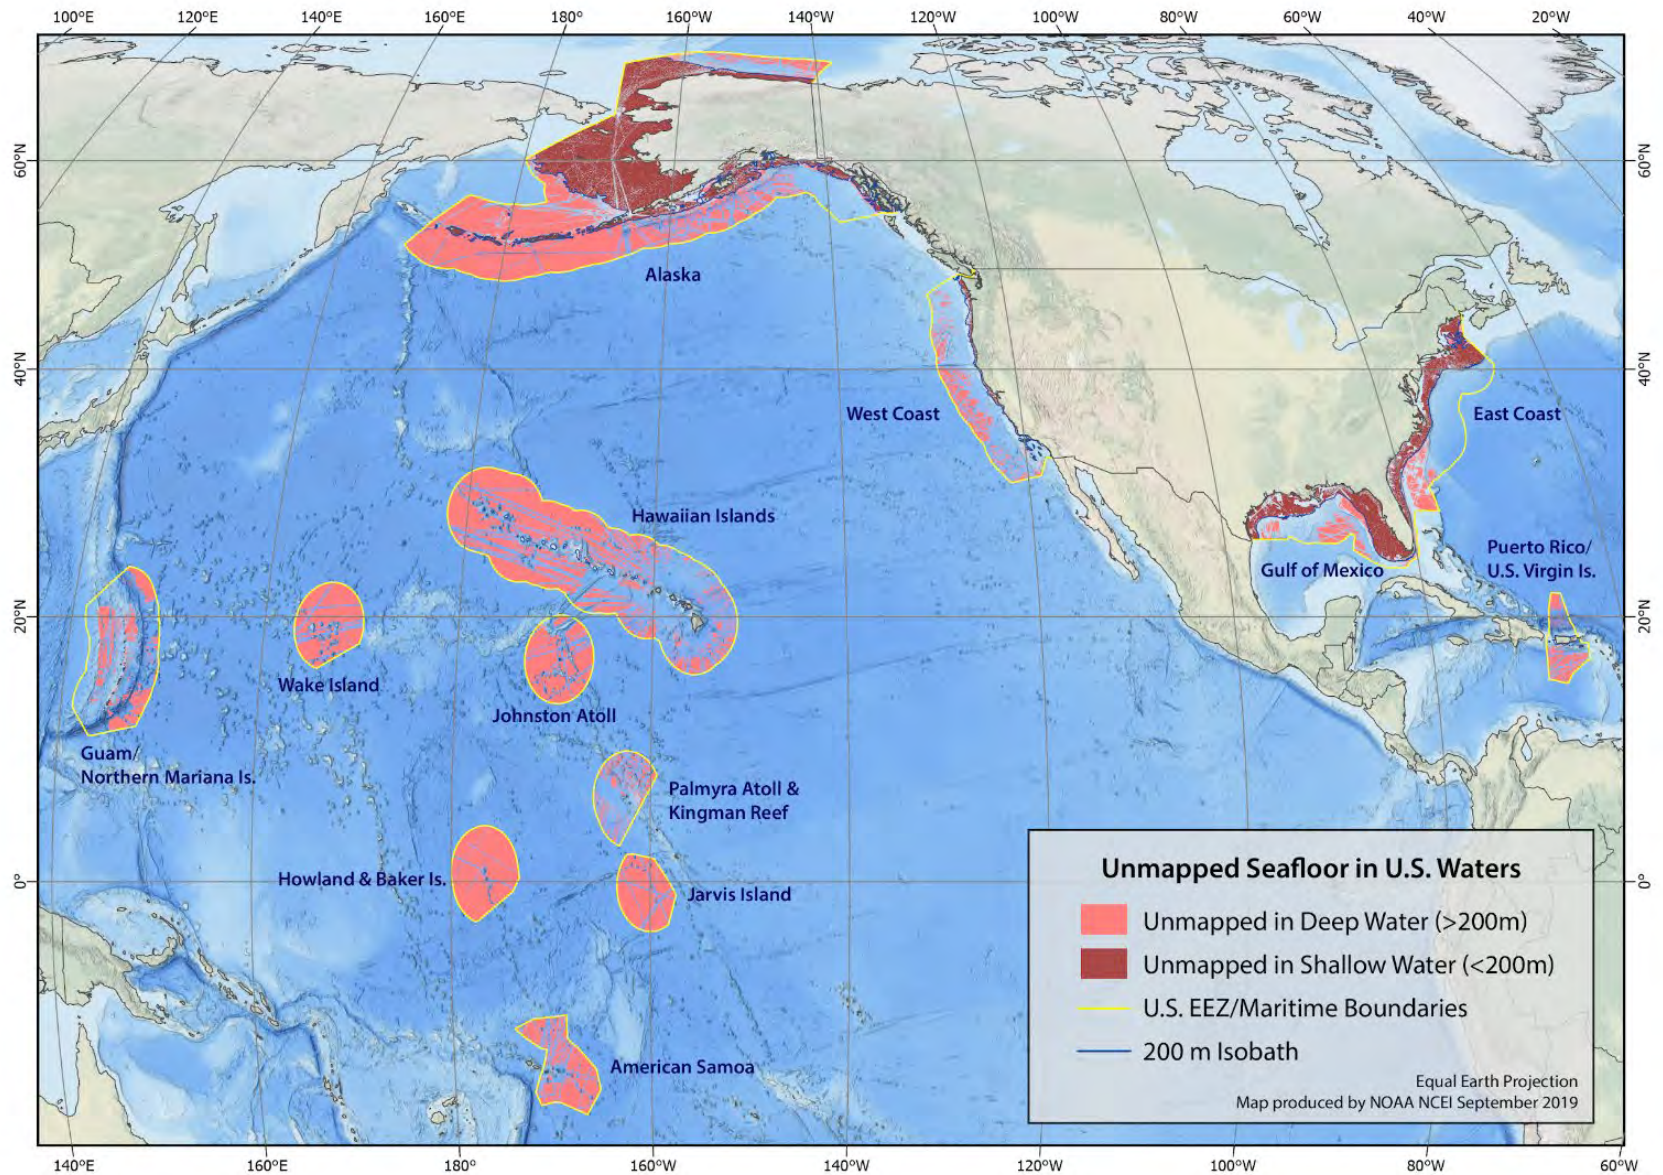 100°E 120°E 140°E 160°E 180° 160°W 140°W 120°W 100°W 80°W 60°W 40°W 20°W
60°N 60°N
Alaska
40°N 40°N
West Coast
East Coast
Hawaiian Islands
Puerto Rico/
U.S. Virgin Is.
Gulf of Mexico
20°N 20°N
Wake Island
Johnston Atoll
Guam/
Northern Mariana Is.
Palmyra Atoll &
Kingman Reef
Howland & Baker Is.
Jarvis Island
0° 0°
American Samoa
Unmapped Seafloor in U.S. Waters
Unmapped in Deep Water (>200m)
Unmapped in Shallow Water (<200m)
U.S. EEZ/Maritime Boundaries
200 m Isobath
Equal Earth Projection
Map produced by NOAA NCEI September 2019
140°E 160°E 180° 160°W 140°W 120°W 100°W 80°W 60°W